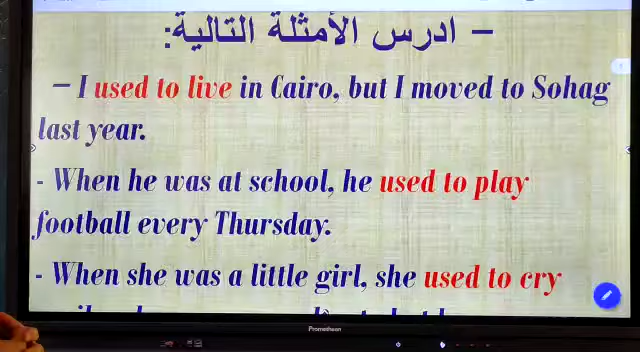 – ادرس الأمثلة التالية:
– I used to live in Cairo, but I moved to Sohag
last year.
- When he was at school, he used to play
football every Thursday.
- When she was a little girl, she used to cry
Promethean